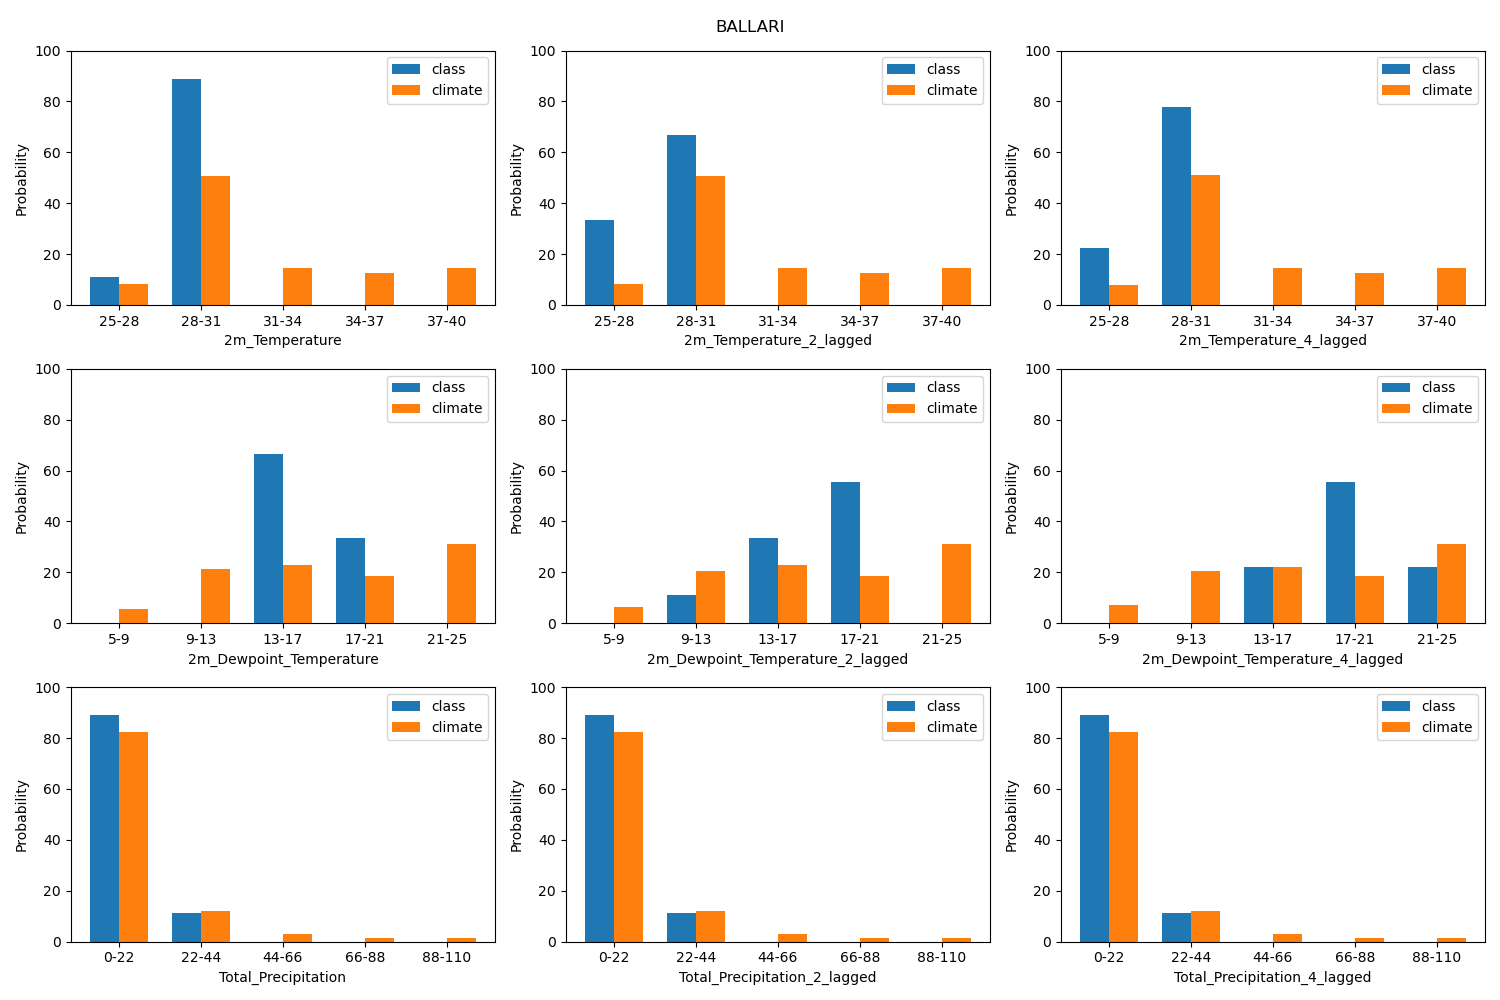 BALLARI
100
80
60
40
20
0
Probability
class
climate
25-28 28-31 31-34 34-37 37-40
2m_Temperature
100
80
60
40
20
0
Probability
class
climate
25-28 28-31 31-34 34-37 37-40
2m_Temperature_2_lagged
100
80
60
40
20
0
Probability
class
climate
25-28 28-31 31-34 34-37 37-40
2m_Temperature_4_lagged
100
80
60
40
20
0
Probability
class
climate
5-9 9-13 13-17 17-21 21-25
2m_Dewpoint_Temperature
100
80
60
40
20
0
Probability
class
climate
5-9 9-13 13-17 17-21 21-25
2m_Dewpoint_Temperature_2_lagged
100
80
60
40
20
0
Probability
class
climate
5-9 9-13 13-17 17-21 21-25
2m_Dewpoint_Temperature_4_lagged
100
80
60
40
20
0
Probability
class
climate
0-22 22-44 44-66 66-88 88-110
Total_Precipitation
100
80
60
40
20
0
Probability
class
climate
0-22 22-44 44-66 66-88 88-110
Total_Precipitation_2_lagged
100
80
60
40
20
0
Probability
class
climate
0-22 22-44 44-66 66-88 88-110
Total_Precipitation_4_lagged